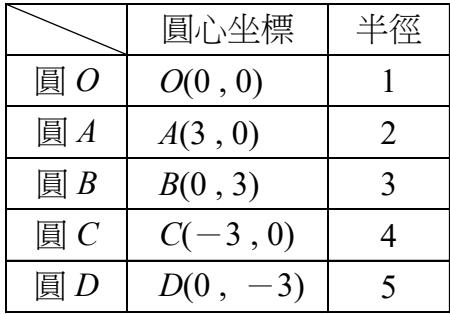 圓心坐標 半徑
圓 O O(0 , 0) 1
圓 A A(3 , 0) 2
圓 B B(0 , 3) 3
圓 C C(－3 , 0) 4
圓 D D(0 , －3) 5